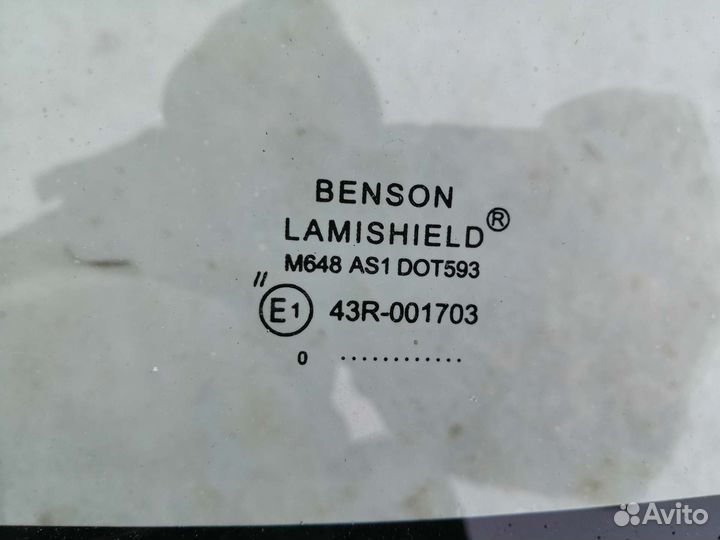 BENSON
LAMISHIELD®
M648 AS1 DOT593
//
E1 43R-001703
0 ............
Avito